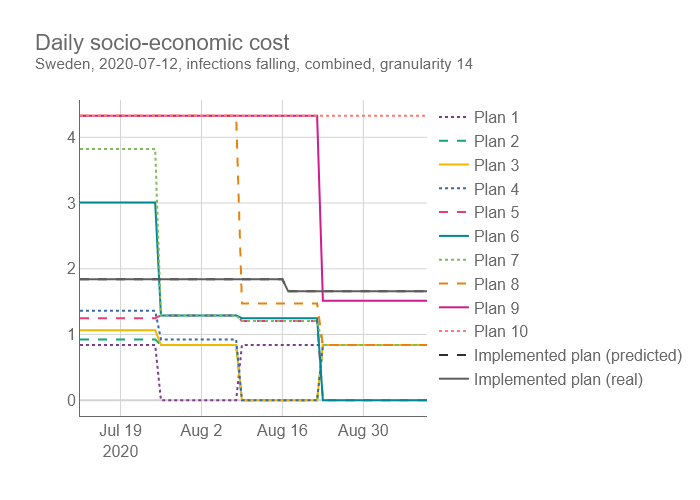 Daily socio-economic cost
Sweden, 2020-07-12, infections falling, combined, granularity 14
4
3
2
1
0
Jul 19
2020
Aug 2
Aug 16
Aug 30
Plan 1
Plan 2
Plan 3
Plan 4
Plan 5
Plan 6
Plan 7
Plan 8
Plan 9
Plan 10
Implemented plan (predicted)
Implemented plan (real)